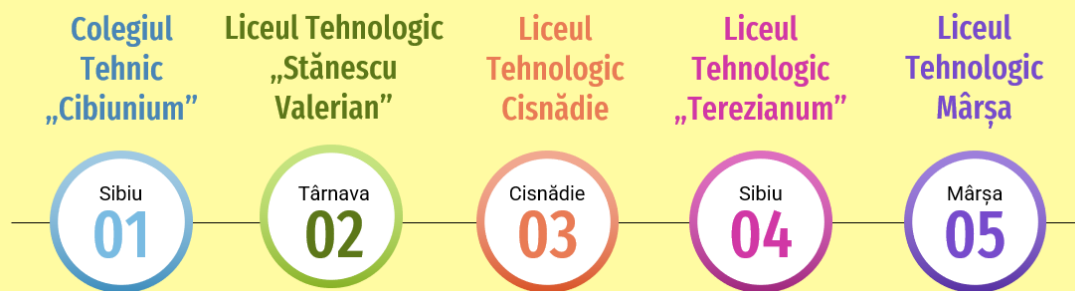 Colegiul
Tehnic
„Cibiunium”
Liceul Tehnologic
„Stănescu
Valerian”
Liceul
Tehnologic
Cisnădie
Liceul
Tehnologic
„Terezianum”
Liceul
Tehnologic
Mârșa
Sibiu
01
Târnava
02
Cisnădie
03
Sibiu
04
Mârșa
05